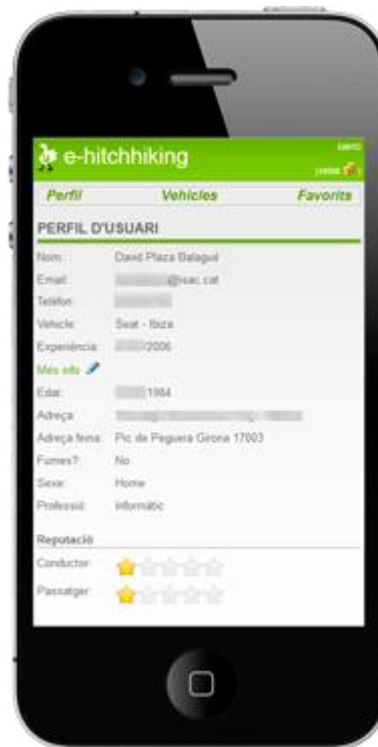 e-hitchhiking
Perfil Vehicles Favorits
PERFIL D'USUARI
Nom: David Plaza Balagué
Email: @isac.cat
Telèfon:
Vehicle: Seat - Ibiza
Experiència: /2006
Més info
Edat: 1984
Adreça
Adreça feina: Pic de Peguera Girona 17003
Fumes?: No
Sexe: Home
Professió: Informàtic
Reputació
Conductor:
Passatger: